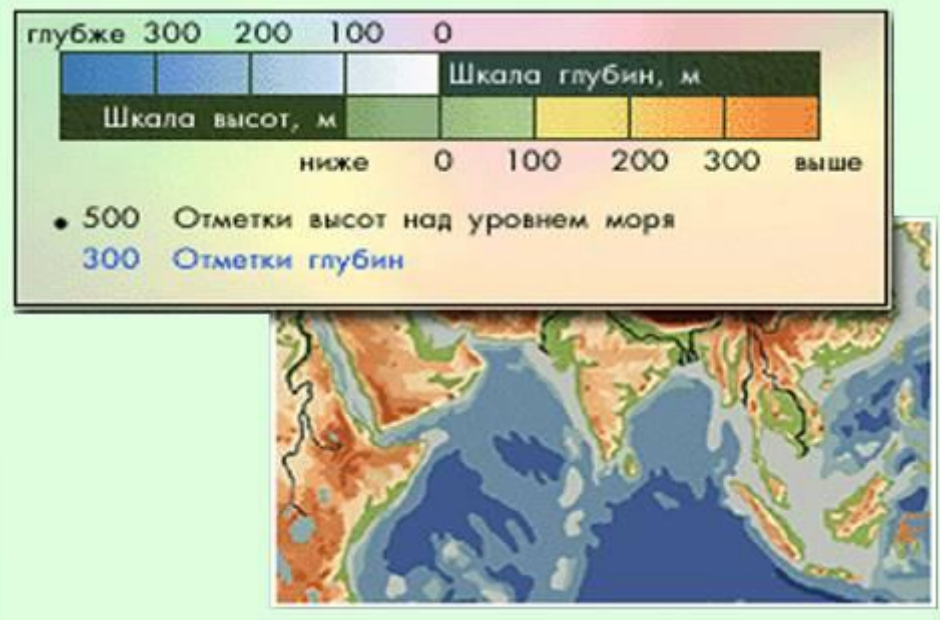 глубже 300 200 100 0
Шкала глубин, м
Шкала высот, м
ниже 0 100 200 300 выше
500 Отметки высот над уровнем моря
300 Отметки глубин